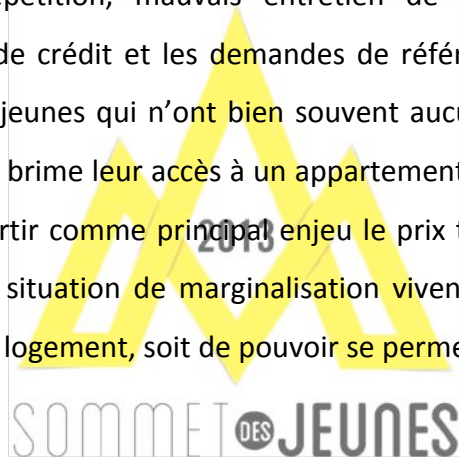 pétition, mauvais entretien de
de crédit et les demandes de référ
jeunes qui n'ont bien souvent aucu
brime leur accès à un appartement
rtir comme principal enjeu le prix t
2013
situation de marginalisation viven
logement, soit de pouvoir se perme
SOMMET DES JEUNES